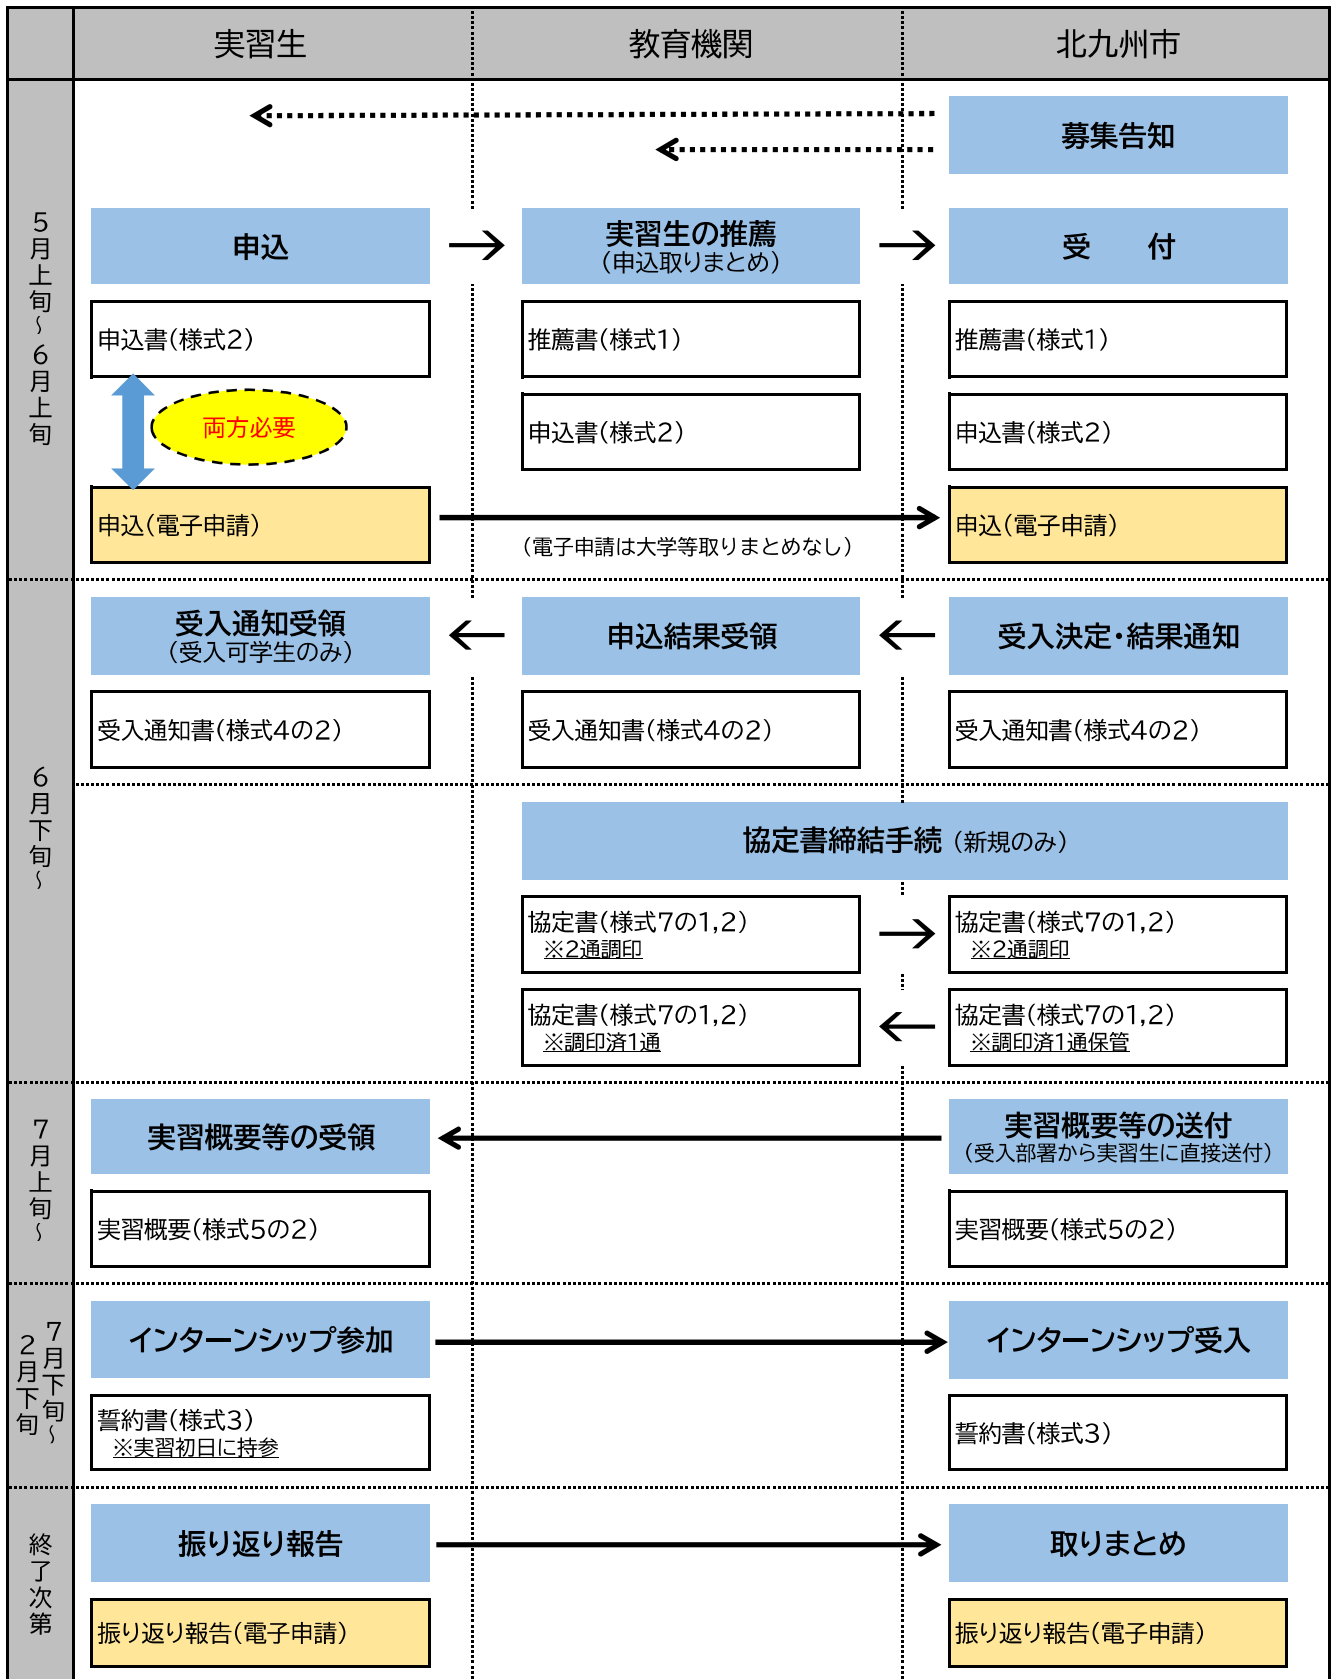 実習生
教育機関
北九州市
5月上旬～6月上旬
募集告知
申込
実習生の推薦
（申込取りまとめ）
受　付
申込書（様式2）
推薦書（様式1）
推薦書（様式1）
両方必要
申込書（様式2）
申込書（様式2）
申込（電子申請）
（電子申請は大学等取りまとめなし）
申込（電子申請）
6月下旬～
受入通知受領
（受入可学生のみ）
申込結果受領
受入決定・結果通知
受入通知書（様式4の2）
受入通知書（様式4の2）
受入通知書（様式4の2）
協定書締結手続（新規のみ）
協定書（様式7の1,2）
※2通調印
協定書（様式7の1,2）
※2通調印
協定書（様式7の1,2）
※調印済1通
協定書（様式7の1,2）
※調印済1通保管
7月上旬～
実習概要等の受領
実習概要等の送付
（受入部署から実習生に直接送付）
実習概要（様式5の2）
実習概要（様式5の2）
7月下旬～
2月下旬
インターンシップ参加
インターンシップ受入
誓約書（様式3）
※実習初日に持参
誓約書（様式3）
終了次第
振り返り報告
取りまとめ
振り返り報告（電子申請）
振り返り報告（電子申請）